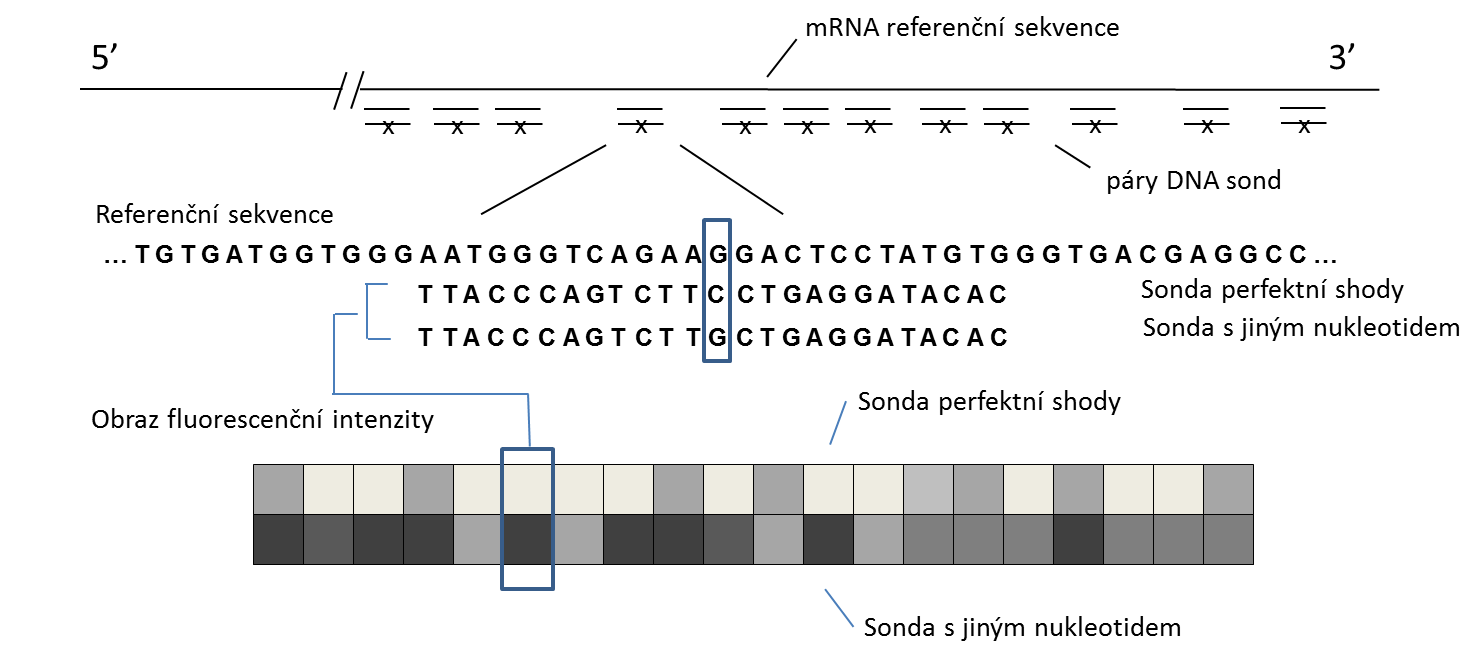 mRNA referenční sekvence
5’ 3’
x x x x x x x x x x x x
páry DNA sond
Referenční sekvence
... T G T G A T G G T G G G A A T G G G T C A G A A G G A C T C C T A T G T G G G T G A C G A G G C C ...
T T A C C C A G T C T T C C T G A G G A T A C A C Sonda perfektní shody
T T A C C C A G T C T T G C T G A G G A T A C A C Sonda s jiným nukleotidem
Sonda perfektní shody
Obraz fluorescenční intenzity
Sonda s jiným nukleotidem